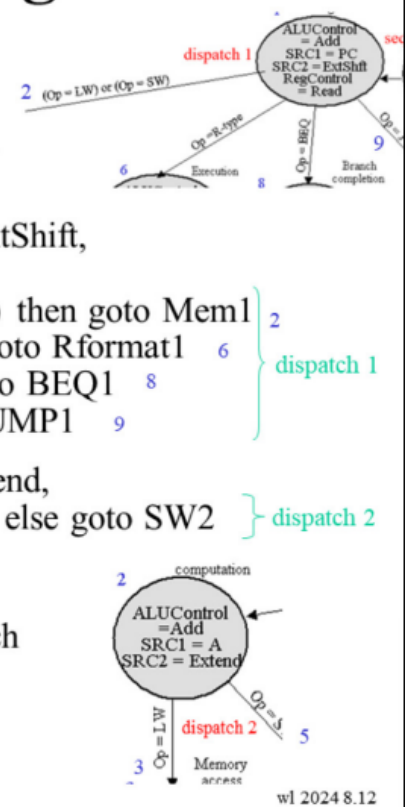 ALUControl
= Add
SRC1 = PC
SRC2 = ExtShft
RegControl
= Read
dispatch 1
2 (Op = LW) or (Op = SW)
Op =R-type
Op = BEQ
9
6 Execution
8 Branch
completion
tShift,
then goto Mem1 2
oto Rformat1 6
dispatch 1
o BEQ1 8
UMP1 9
end,
else goto SW2 dispatch 2
2 computation
ALUControl
=Add
SRC1 = A
SRC2 = Extend
Op = LW
dispatch 2
5
3 Memory
access
wl 2024 8.12